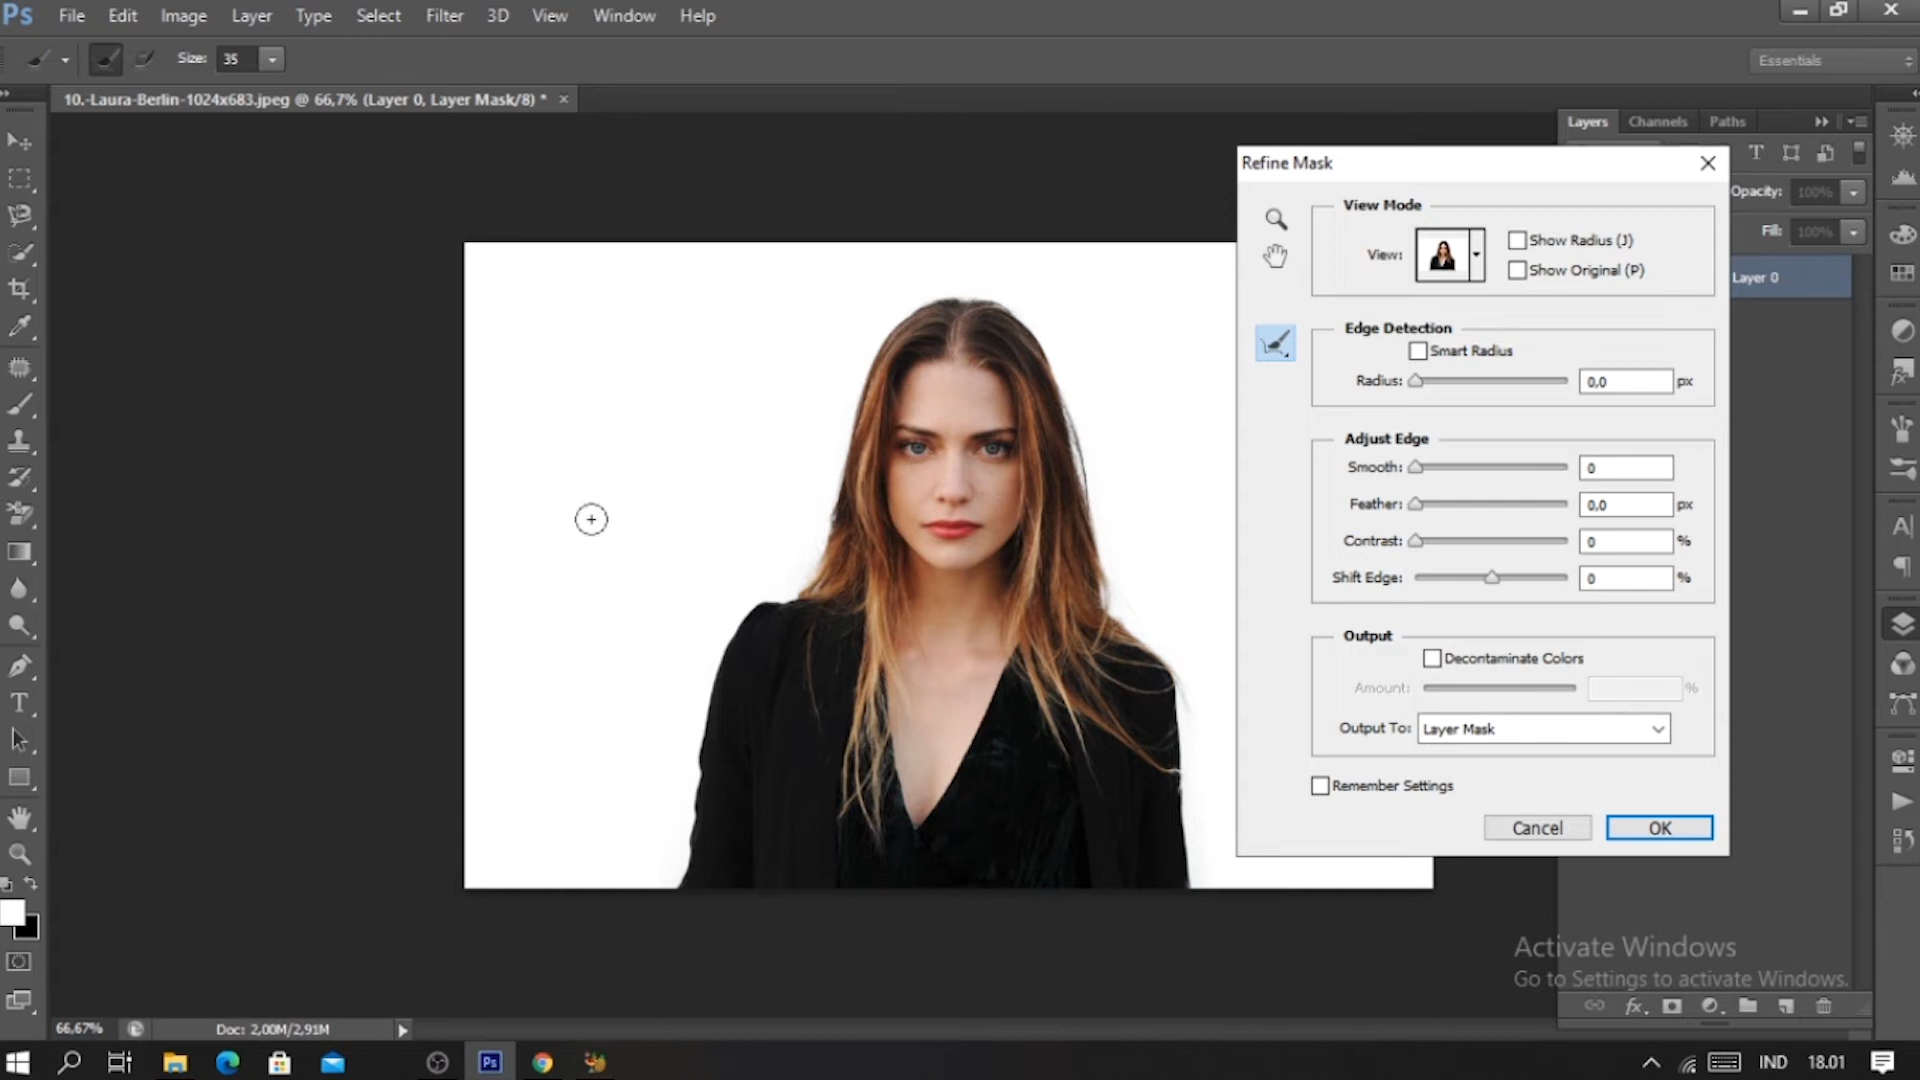 Ps File Edit Image Layer Type Select Filter 3D View Window Help
Size: 35
Essentials
10.-Laura-Berlin-1024x683.jpeg @ 66,7% (Layer 0, Layer Mask/8) *
Layers Channels Paths
Opacity: 100%
Fill: 100%
Layer 0
Refine Mask
View Mode
View:
Show Radius (J)
Show Original (P)
Edge Detection
Smart Radius
Radius: 0,0 px
Adjust Edge
Smooth: 0
Feather: 0,0 px
Contrast: 0 %
Shift Edge: 0 %
Output
Decontaminate Colors
Amount: %
Output To: Layer Mask
Remember Settings
Cancel OK
Activate Windows
Go to Settings to activate Windows.
66,67% Doc: 2,00M/2,91M
Ps IND 18.01